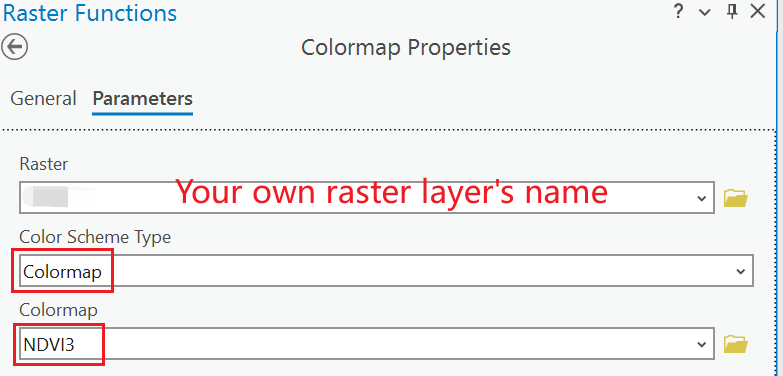 Raster Functions
?
Colormap Properties
General Parameters
Raster
Your own raster layer's name
Color Scheme Type
Colormap
Colormap
NDVI3